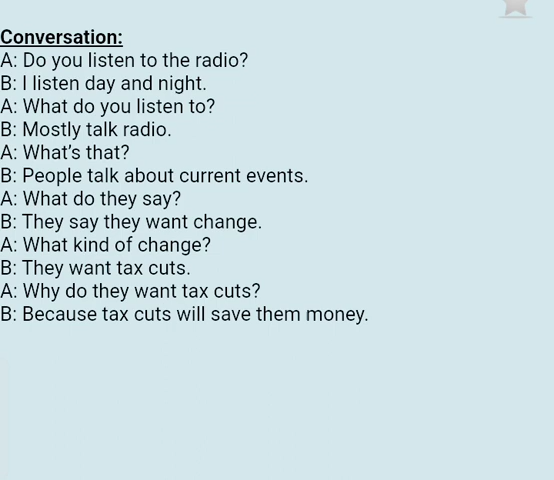 Conversation:
A: Do you listen to the radio?
B: I listen day and night.
A: What do you listen to?
B: Mostly talk radio.
A: What's that?
B: People talk about current events.
A: What do they say?
B: They say they want change.
A: What kind of change?
B: They want tax cuts.
A: Why do they want tax cuts?
B: Because tax cuts will save them money.